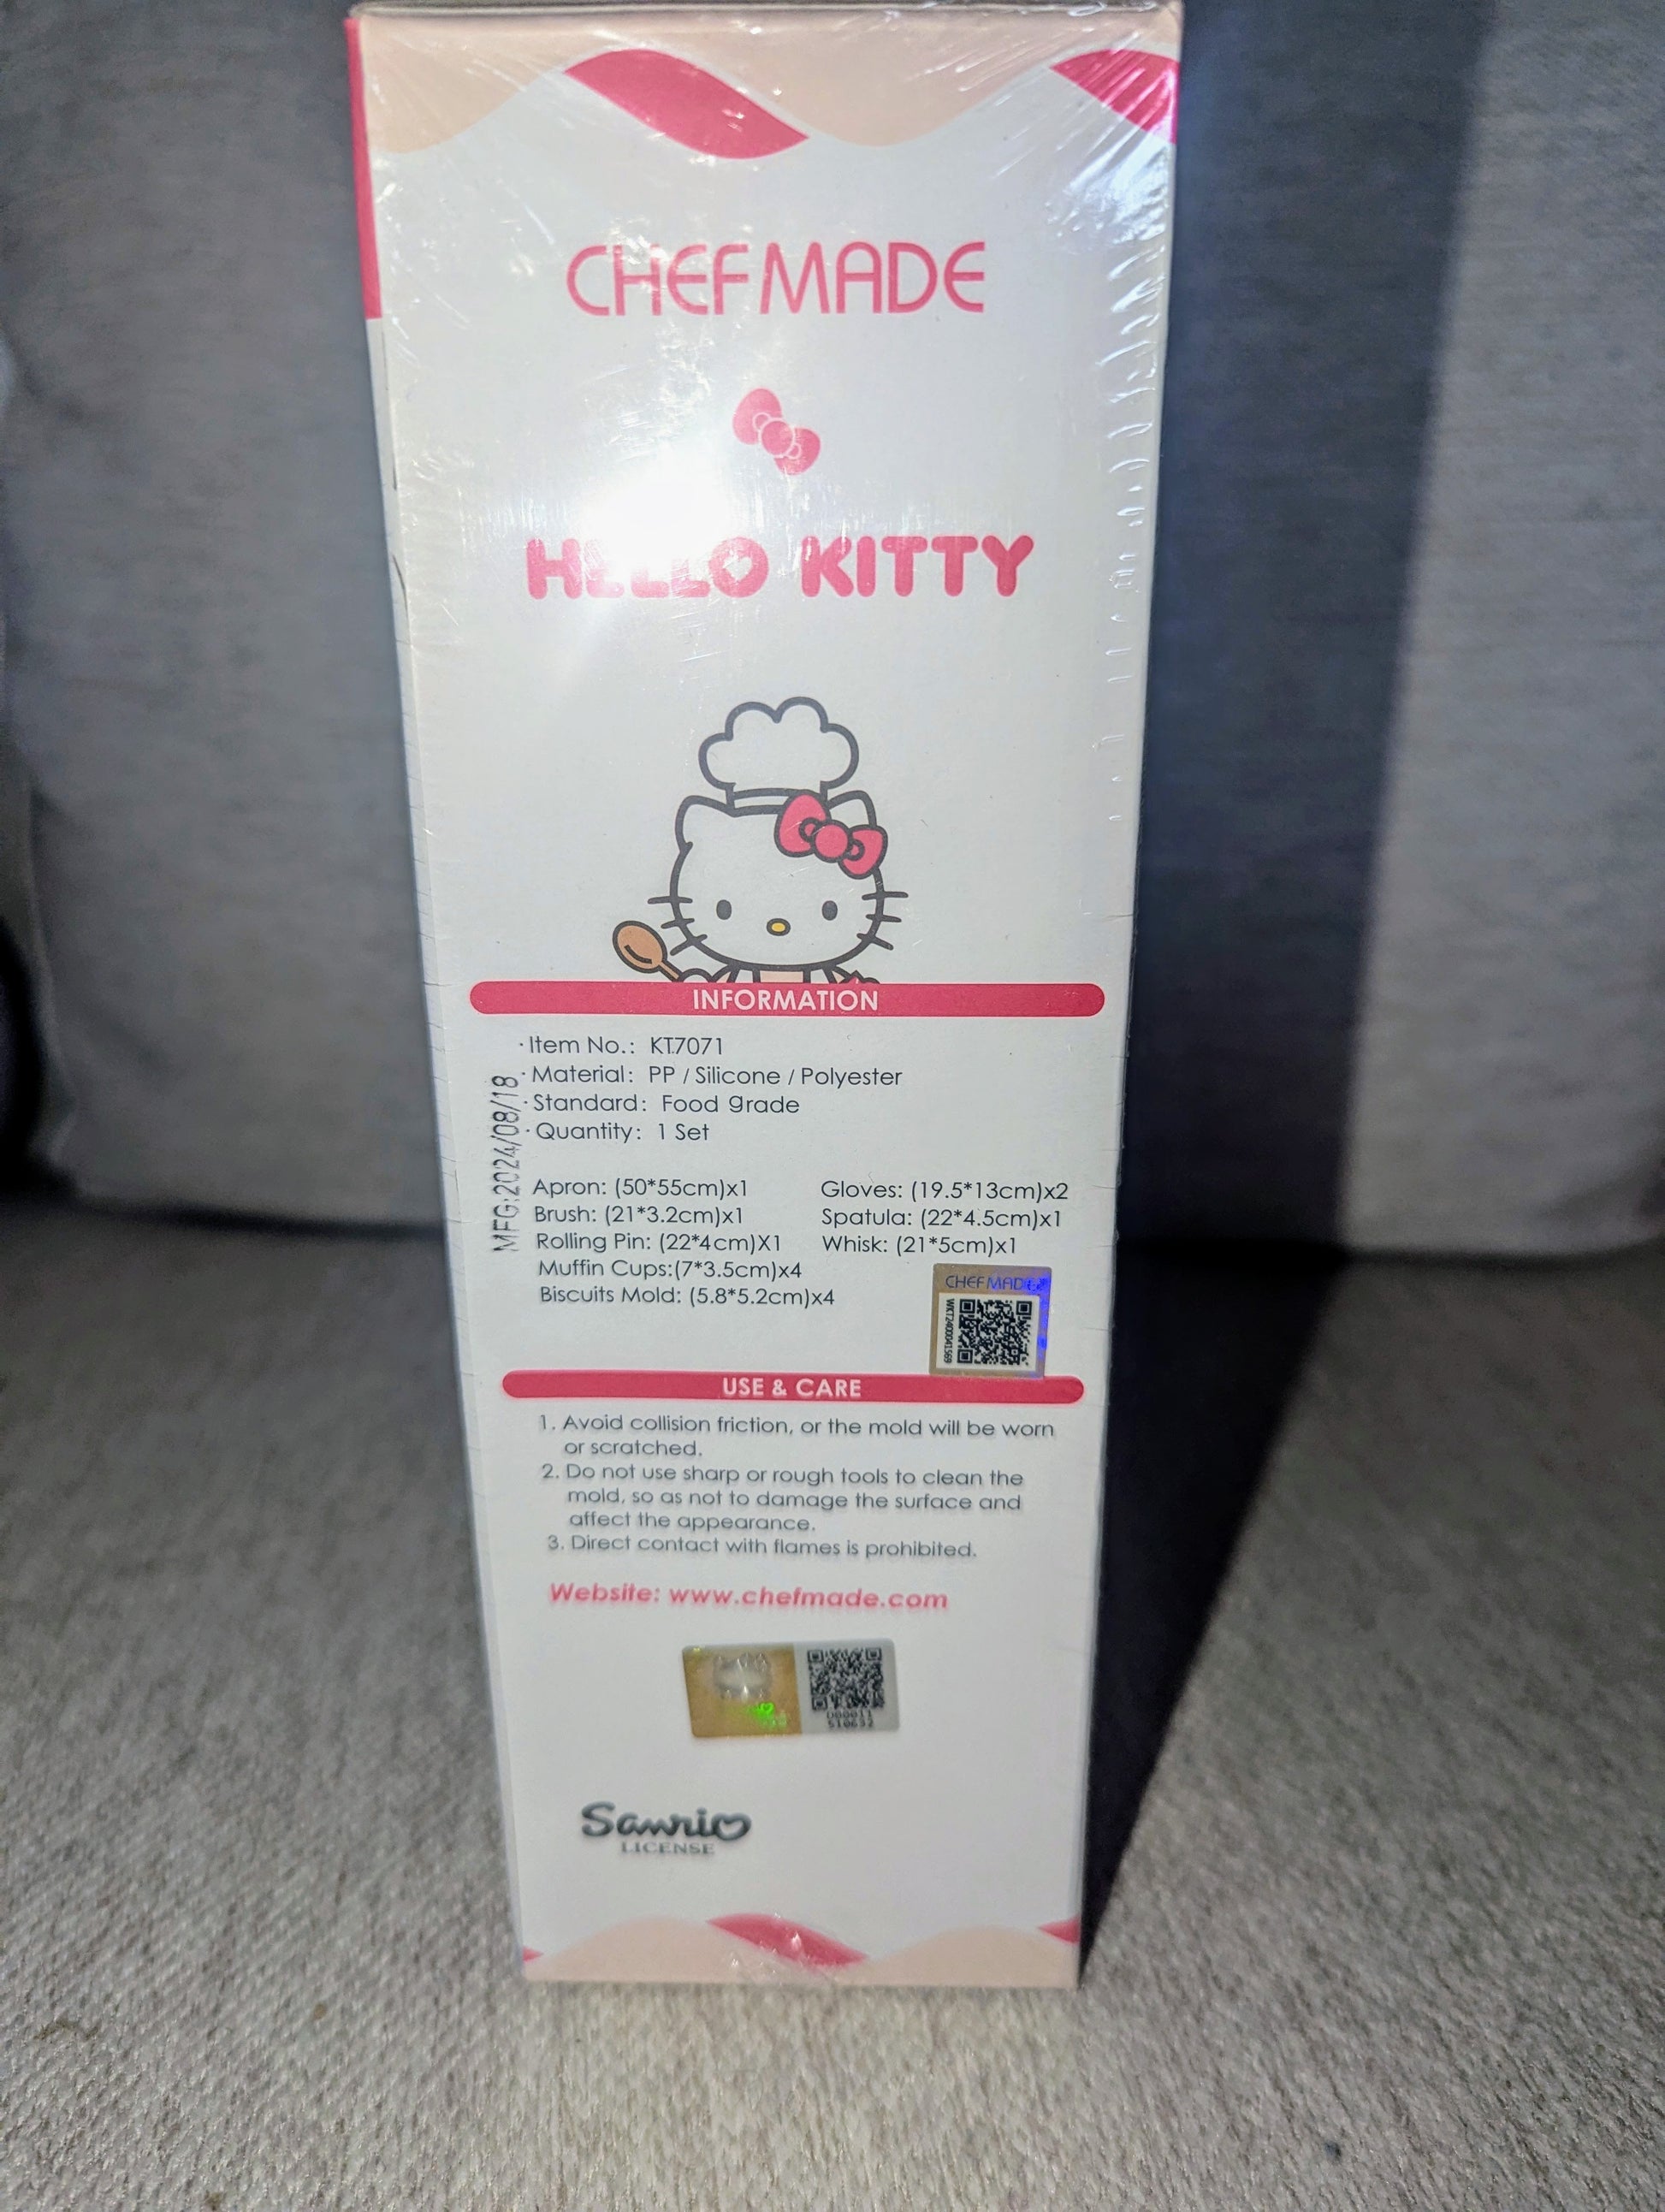 CHEFMADE
HELLO KITTY
INFORMATION
· Item No.: KT7071
· Material: PP / Silicone / Polyester
· Standard: Food grade
· Quantity: 1 Set
MFG:2024/08/18
Apron: (50*55cm)x1
Gloves: (19.5*13cm)x2
Brush: (21*3.2cm)x1
Spatula: (22*4.5cm)x1
Rolling Pin: (22*4cm)X1
Whisk: (21*5cm)x1
Muffin Cups:(7*3.5cm)x4
Biscuits Mold: (5.8*5.2cm)x4
CHEFMADE
USE & CARE
1. Avoid collision friction, or the mold will be worn
or scratched.
2. Do not use sharp or rough tools to clean the
mold, so as not to damage the surface and
affect the appearance.
3. Direct contact with flames is prohibited.
Website: www.chefmade.com
Sanrio
LICENSE